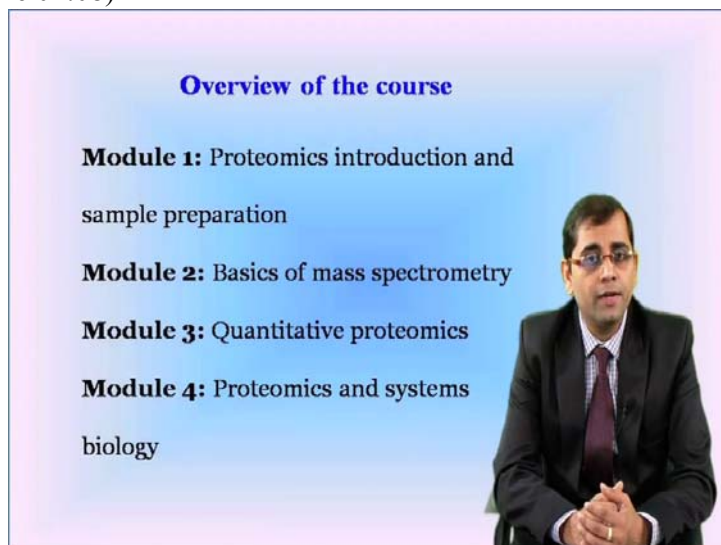 Overview of the course
Module 1: Proteomics introduction and
sample preparation
Module 2: Basics of mass spectrometry
Module 3: Quantitative proteomics
Module 4: Proteomics and systems
biology